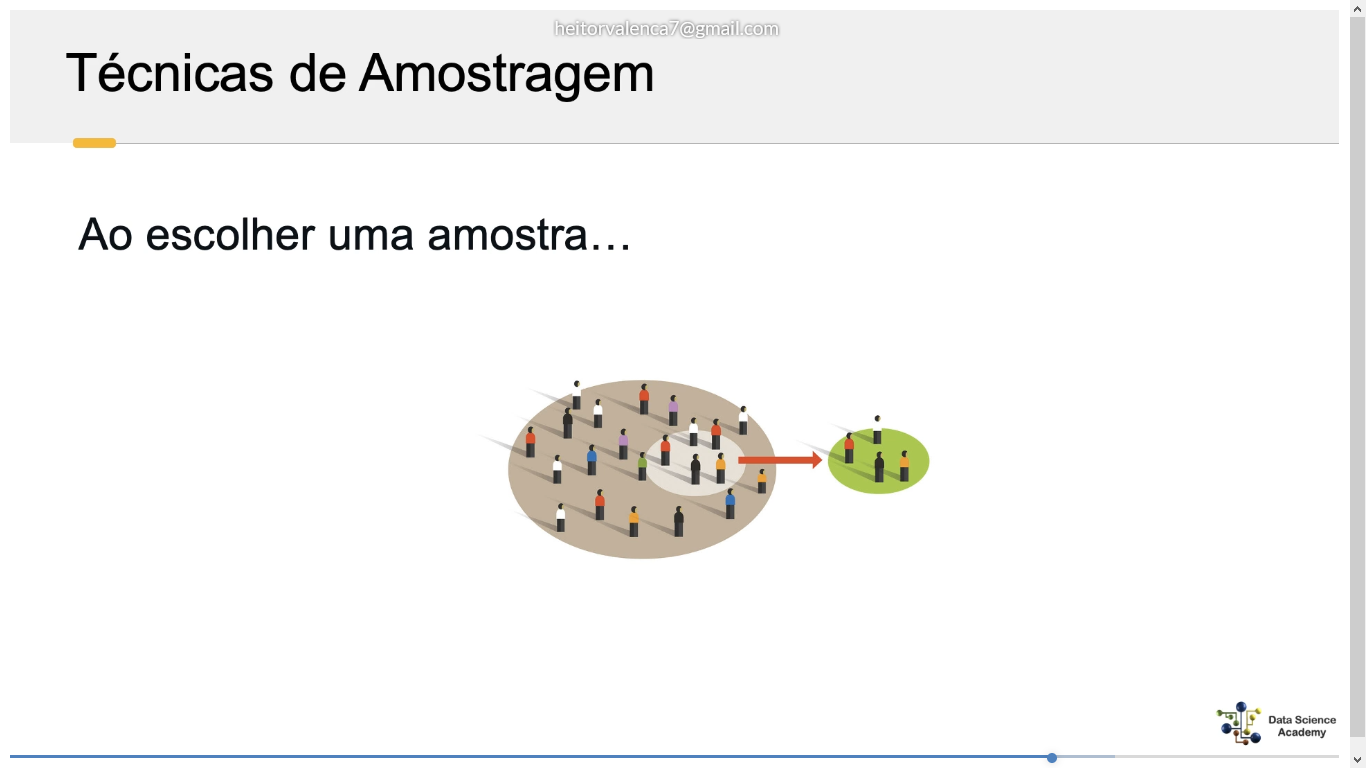 heitorvalenca7@gmail.com
Técnicas de Amostragem
Ao escolher uma amostra…
Data Science
Academy